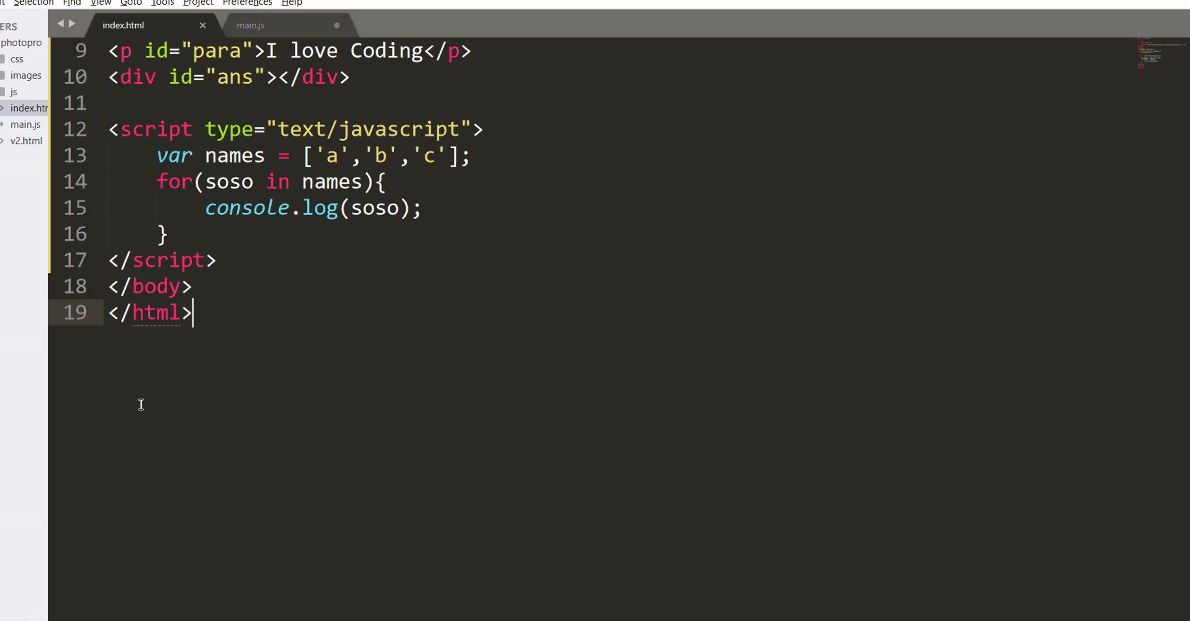 Selection Find View Goto Tools Project Preferences Help
ERS
photopro
css
images
js
index.htm
main.js
v2.html
index.html × main.js
9 <p id="para">I love Coding</p>
10 <div id="ans"></div>
11
12 <script type="text/javascript">
13 var names = ['a','b','c'];
14 for(soso in names){
15 console.log(soso);
16 }
17 </script>
18 </body>
19 </html>